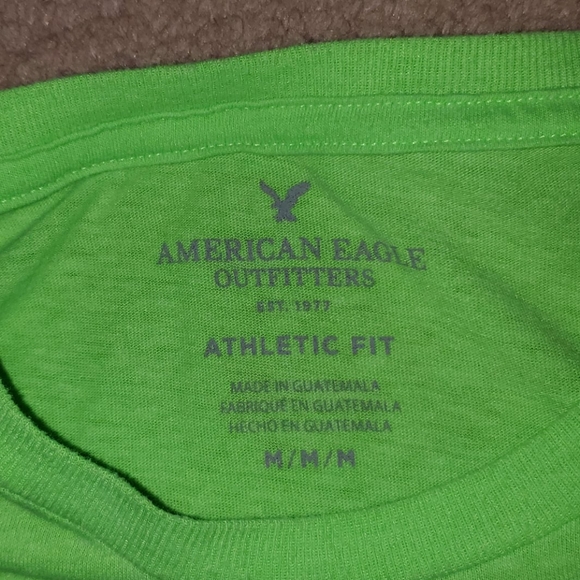 AMERICAN EAGLE
OUTFITTERS
EST. 1977
ATHLETIC FIT
MADE IN GUATEMALA
FABRIQUÉ EN GUATEMALA
HECHO EN GUATEMALA
M/M/M